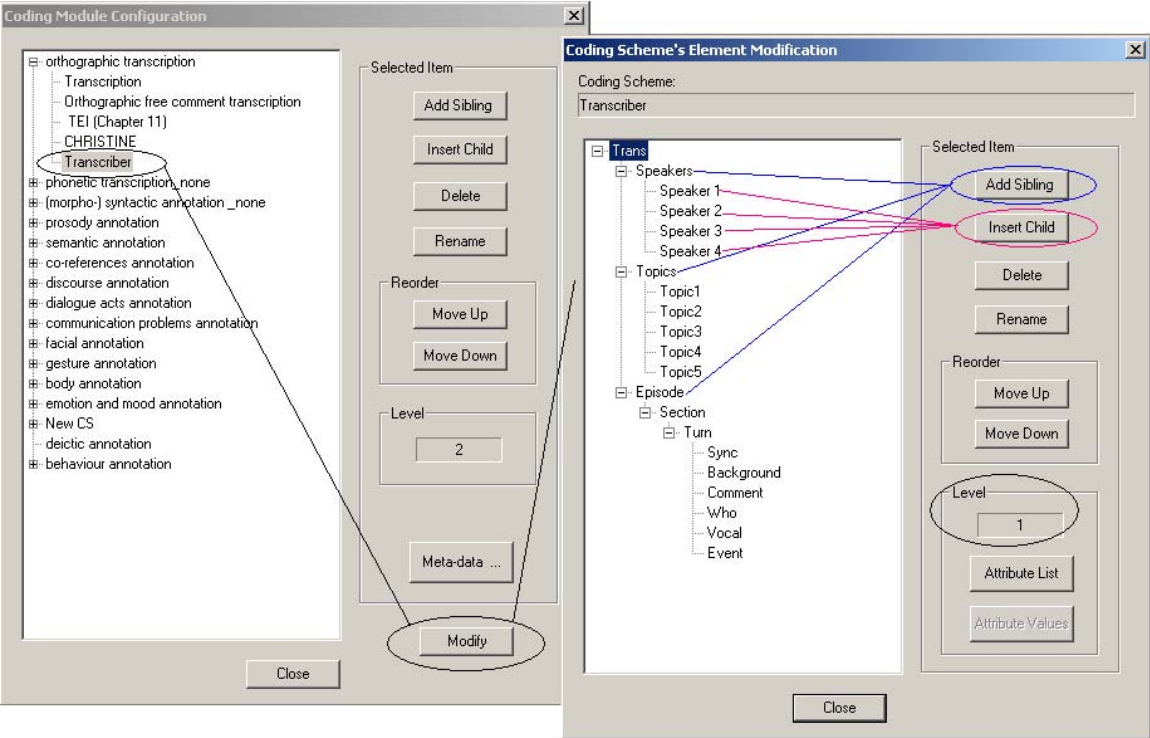 Coding Module Configuration
orthographic transcription
Transcription
Orthographic free comment transcription
TEI (Chapter 11)
CHRISTINE
Transcriber
phonetic transcription_none
(morpho-) syntactic annotation _none
prosody annotation
semantic annotation
co-references annotation
discourse annotation
dialogue acts annotation
communication problems annotation
facial annotation
gesture annotation
body annotation
emotion and mood annotation
New CS
deictic annotation
behaviour annotation
Selected Item
Add Sibling
Insert Child
Delete
Rename
Reorder
Move Up
Move Down
Level
2
Meta-data ...
Modify
Close
Coding Scheme's Element Modification
Coding Scheme:
Transcriber
Trans
Speakers
Speaker 1
Speaker 2
Speaker 3
Speaker 4
Topics
Topic1
Topic2
Topic3
Topic4
Topic5
Episode
Section
Turn
Sync
Background
Comment
Who
Vocal
Event
Selected Item
Add Sibling
Insert Child
Delete
Rename
Reorder
Move Up
Move Down
Level
1
Attribute List
Attribute Values
Close